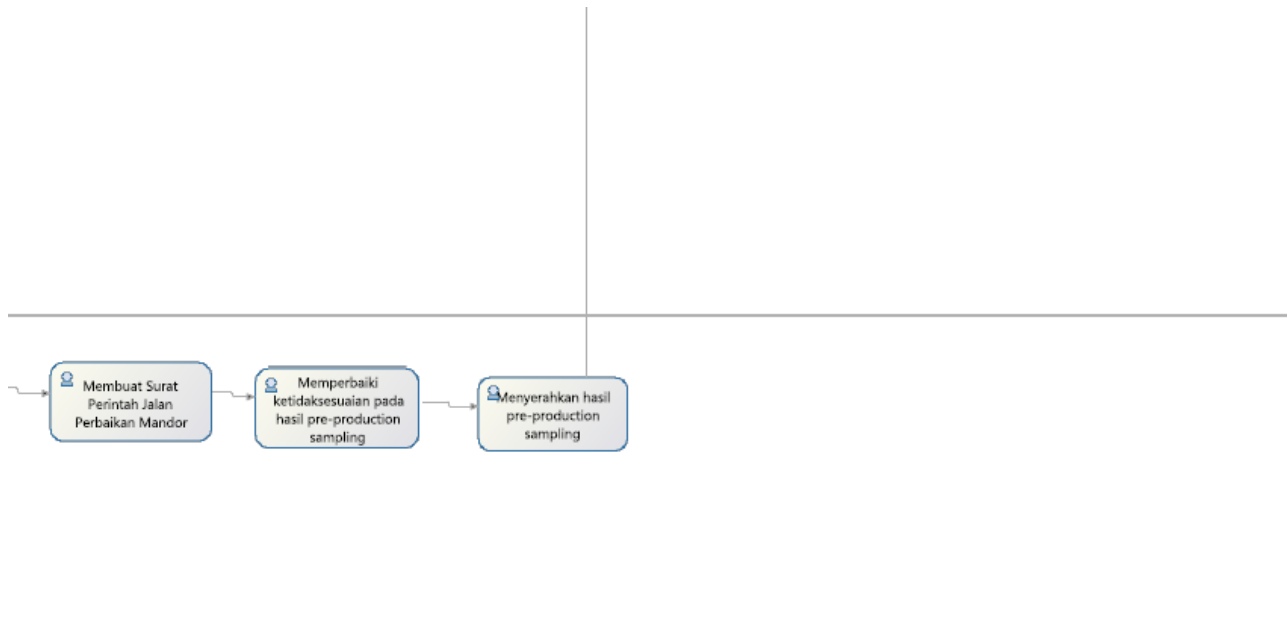 Membuat Surat
Perintah Jalan
Perbaikan Mandor
Memperbaiki
ketidaksesuaian pada
hasil pre-production
sampling
Menyerahkan hasil
pre-production
sampling